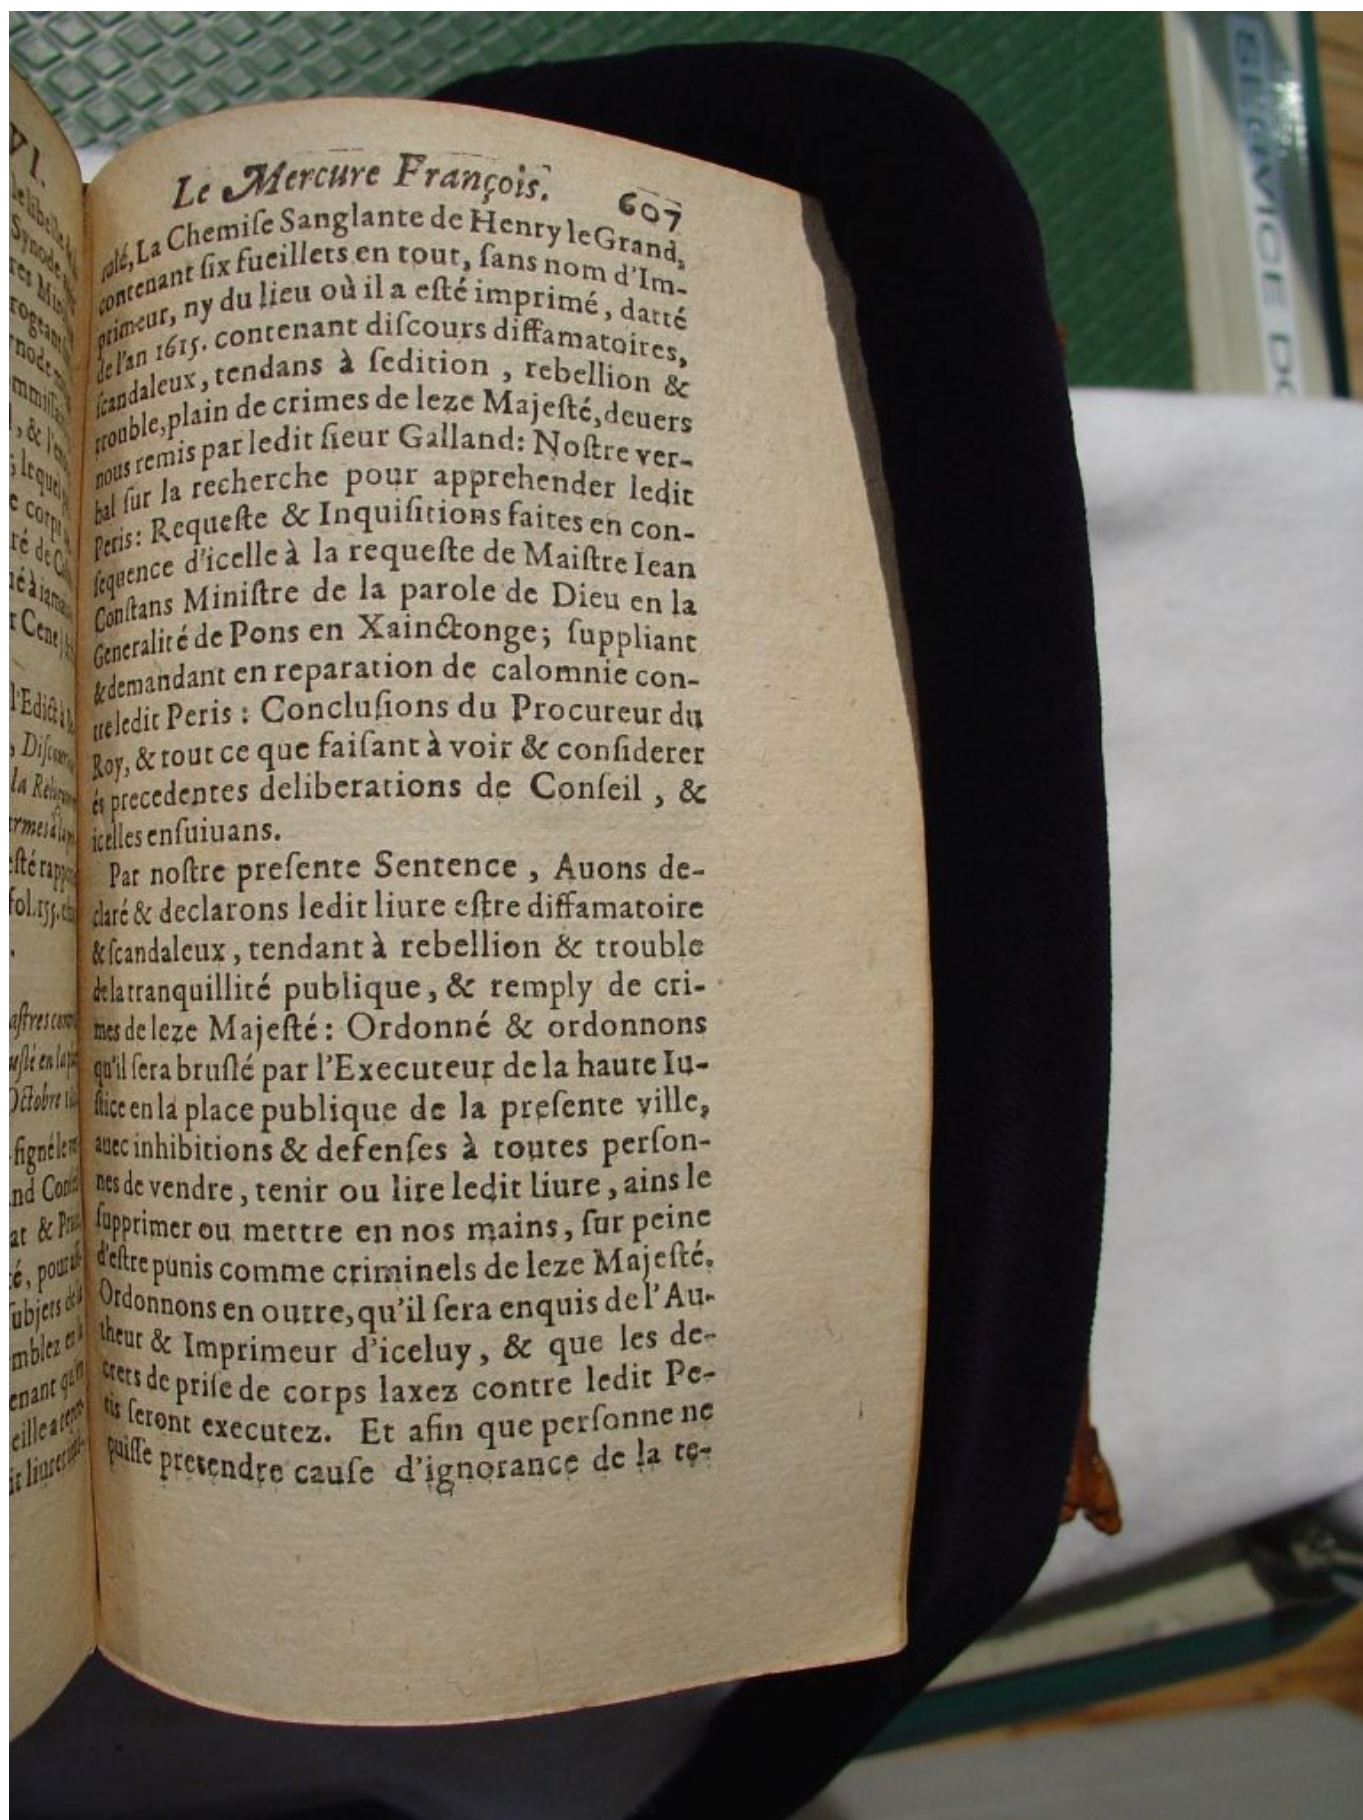 Le Mercure François. 607
tulé, La Chemiſe Sanglante de Henry le Grand,
contenant ſix fueillets en tout, ſans nom d'Im-
primeur, ny du lieu où il a eſté imprimé, datté
de l'an 1615. contenant diſcours diffamatoires,
ſcandaleux, tendans à ſedition, rebellion &
trouble, plain de crimes de leze Majeſté, deuers
nous remis par ledit ſieur Galland: Noſtre ver-
bal ſur la recherche pour apprehender ledit
Peris: Requeſte & Inquiſitions faites en con-
ſequence d'icelle à la requeſte de Maiſtre Iean
Conſtans Miniſtre de la parole de Dieu en la
Generalité de Pons en Xainctonge; ſuppliant
& demandant en reparation de calomnie con-
tre ledit Peris: Concluſions du Procureur du
Roy, & tout ce que faiſant à voir & conſiderer
és precedentes deliberations de Conſeil, &
icelles enſuiuans.
Par noſtre preſente Sentence, Auons de-
claré & declarons ledit liure eſtre diffamatoire
& ſcandaleux, tendant à rebellion & trouble
de la tranquillité publique, & remply de cri-
mes de leze Majeſté: Ordonné & ordonnons
qu'il ſera bruſlé par l'Executeur de la haute Iu-
ſtice en la place publique de la preſente ville,
auec inhibitions & defenſes à toutes perſon-
nes de vendre, tenir ou lire ledit liure, ains le
ſupprimer ou mettre en nos mains, ſur peine
d'eſtre punis comme criminels de leze Majeſté.
Ordonnons en outre, qu'il ſera enquis de l'Au-
theur & Imprimeur d'iceluy, & que les de-
crets de priſe de corps laxez contre ledit Pe-
ris ſeront executez. Et afin que perſonne ne
puiſſe pretendre cauſe d'ignorance de la te-
SERVICE DO